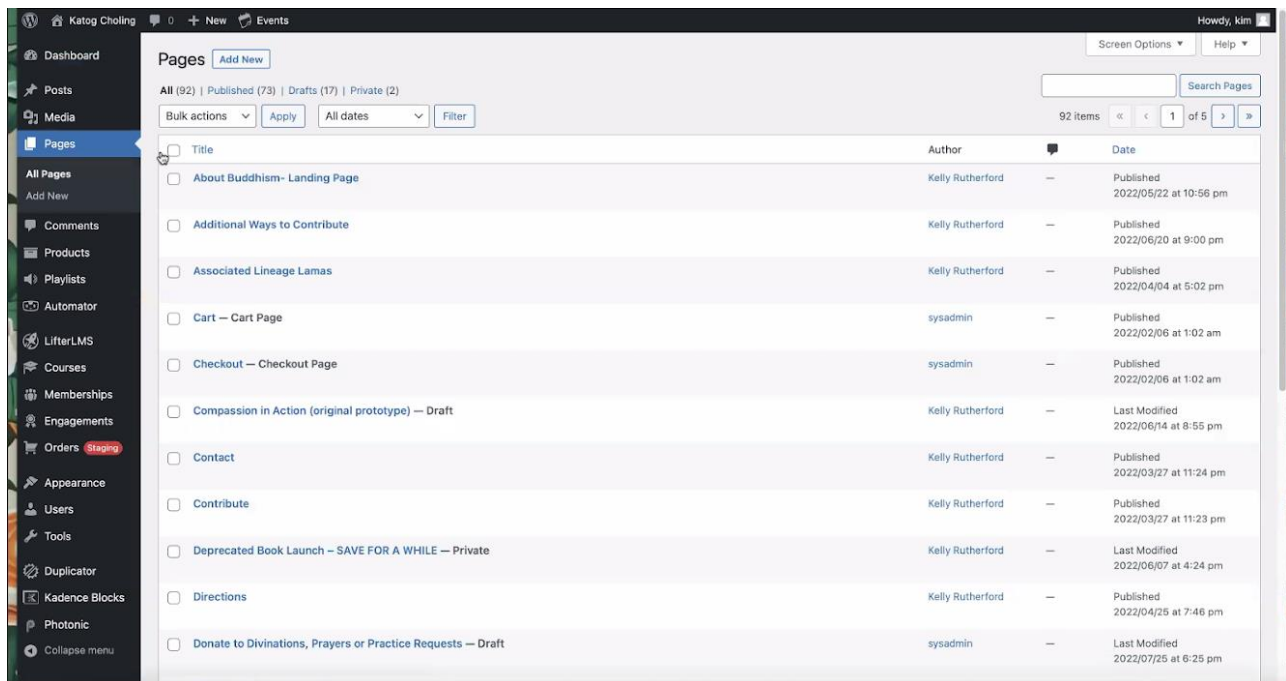 Katog Choling 0 + New Events Howdy, kim
Screen Options ▼ Help ▼
Dashboard
Posts
Media
Pages
All Pages
Add New
Comments
Products
Playlists
Automator
LifterLMS
Courses
Memberships
Engagements
Orders Staging
Appearance
Users
Tools
Duplicator
Kadence Blocks
Photonic
Collapse menu
Pages Add New
All (92) | Published (73) | Drafts (17) | Private (2)
Search Pages
Bulk actions Apply All dates Filter 92 items « ‹ 1 of 5 › »
Title Author Date
About Buddhism- Landing Page Kelly Rutherford — Published
2022/05/22 at 10:56 pm
Additional Ways to Contribute Kelly Rutherford — Published
2022/06/20 at 9:00 pm
Associated Lineage Lamas Kelly Rutherford — Published
2022/04/04 at 5:02 pm
Cart — Cart Page sysadmin — Published
2022/02/06 at 1:02 am
Checkout — Checkout Page sysadmin — Published
2022/02/06 at 1:02 am
Compassion in Action (original prototype) — Draft Kelly Rutherford — Last Modified
2022/06/14 at 8:55 pm
Contact Kelly Rutherford — Published
2022/03/27 at 11:24 pm
Contribute Kelly Rutherford — Published
2022/03/27 at 11:23 pm
Deprecated Book Launch – SAVE FOR A WHILE — Private Kelly Rutherford — Last Modified
2022/06/07 at 4:24 pm
Directions Kelly Rutherford — Published
2022/04/25 at 7:46 pm
Donate to Divinations, Prayers or Practice Requests — Draft sysadmin — Last Modified
2022/07/25 at 6:25 pm